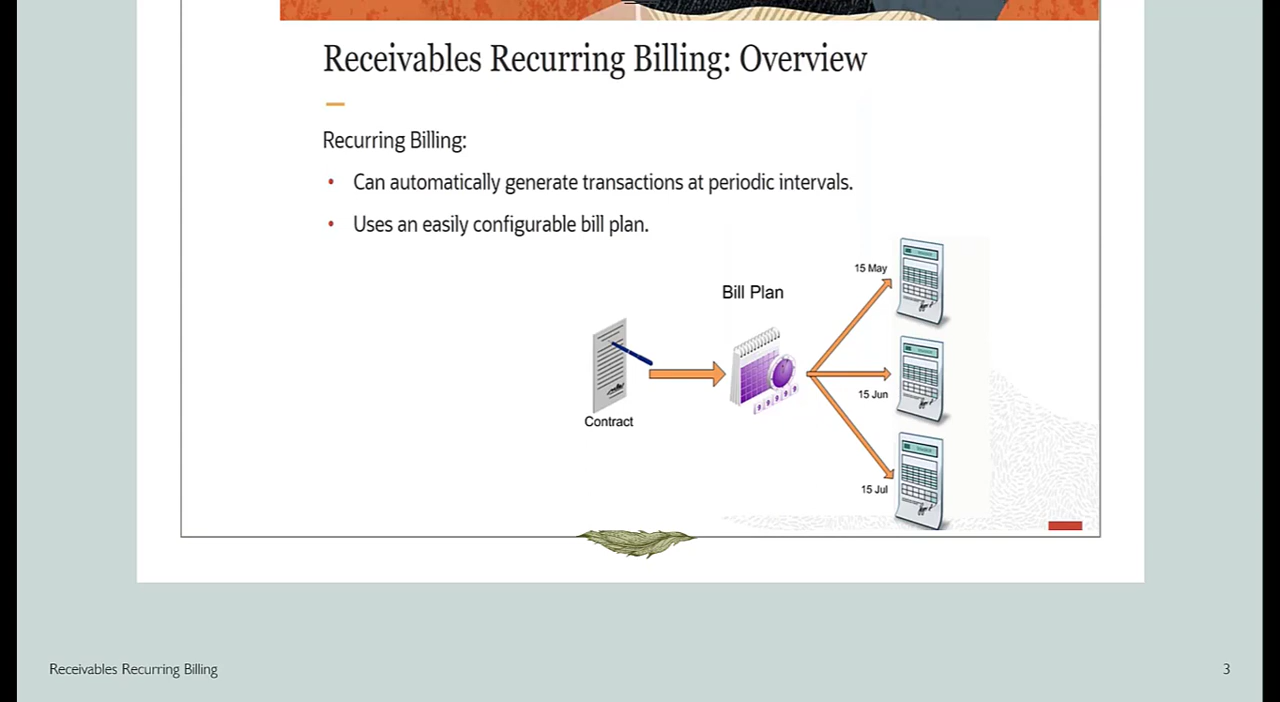 Receivables Recurring Billing: Overview
Recurring Billing:
• Can automatically generate transactions at periodic intervals.
• Uses an easily configurable bill plan.
15 May
Bill Plan
15 Jun
Contract
15 Jul
Receivables Recurring Billing
3